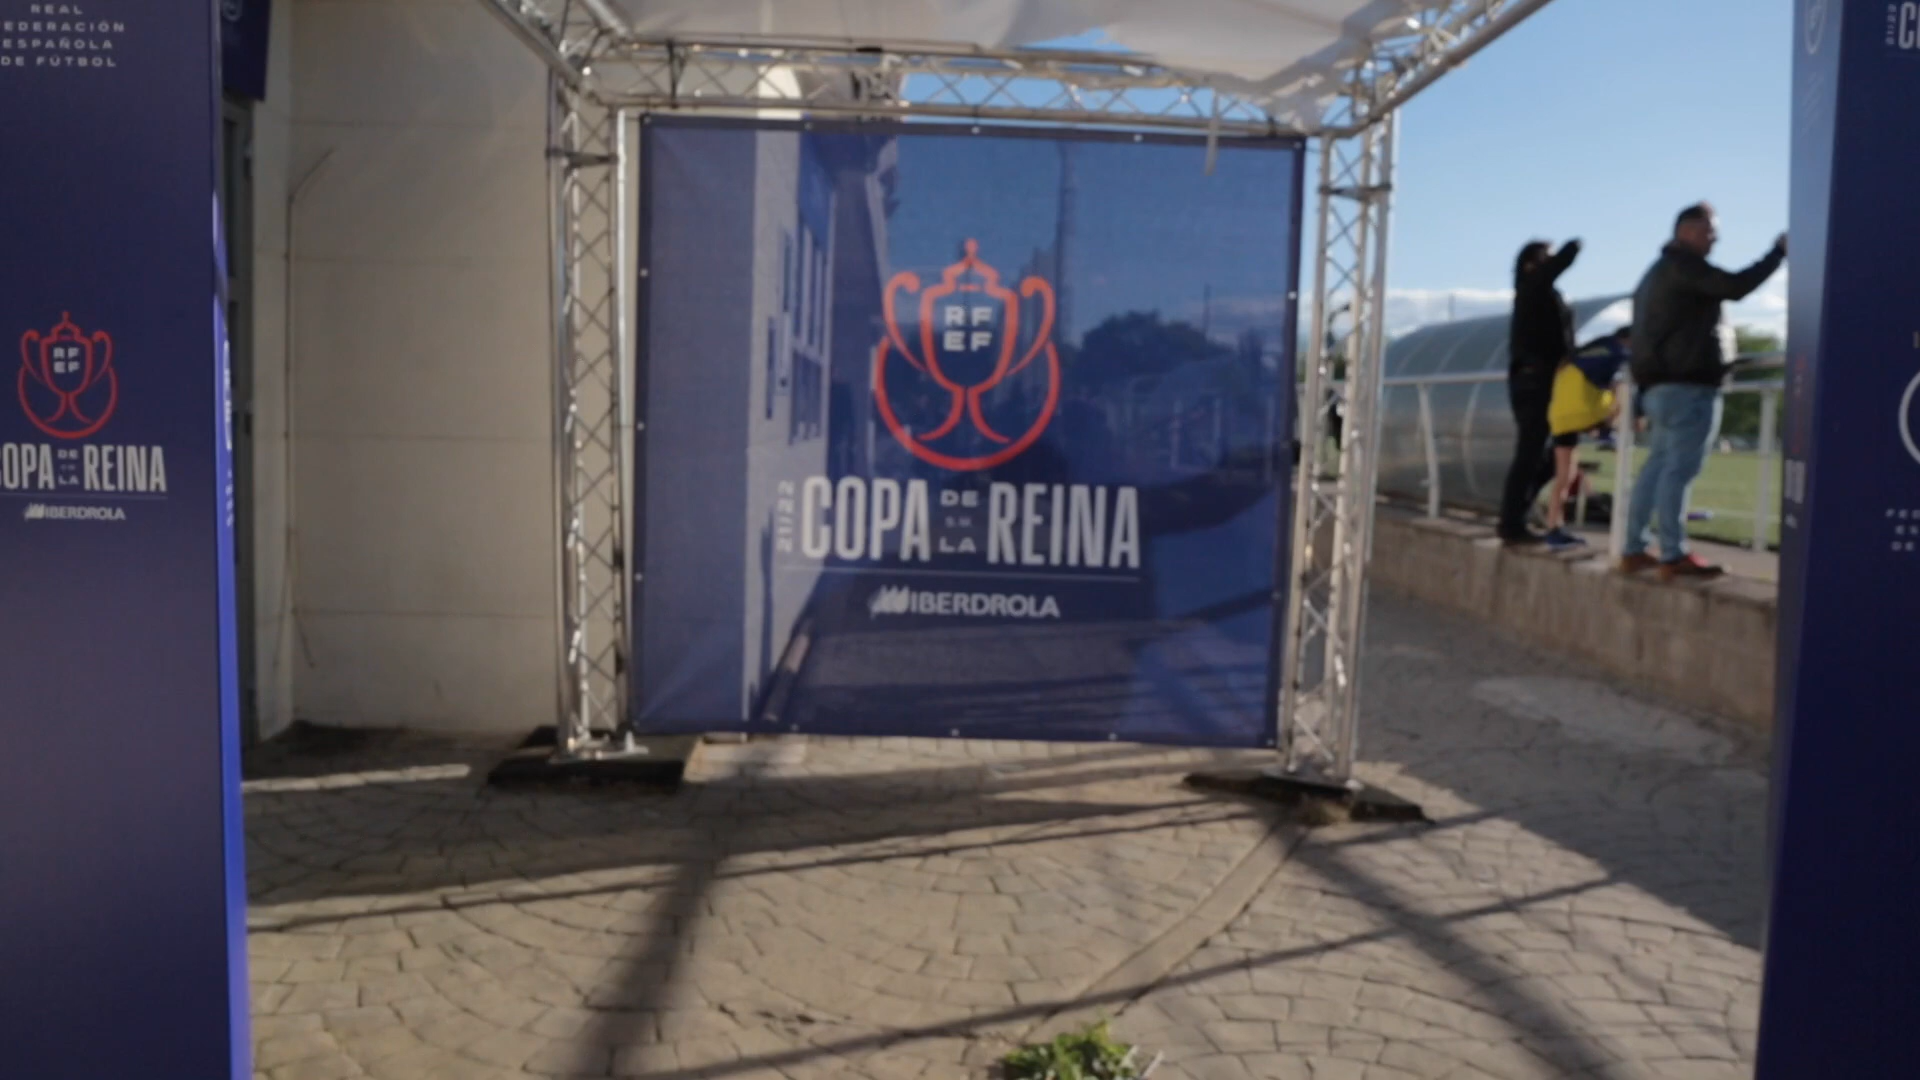 REAL
FEDERACIÓN
ESPAÑOLA
DE FÚTBOL
RF
EF
COPA DE LA REINA
IBERDROLA
RF
EF
21/22 COPA DE S.M. LA REINA
IBERDROLA